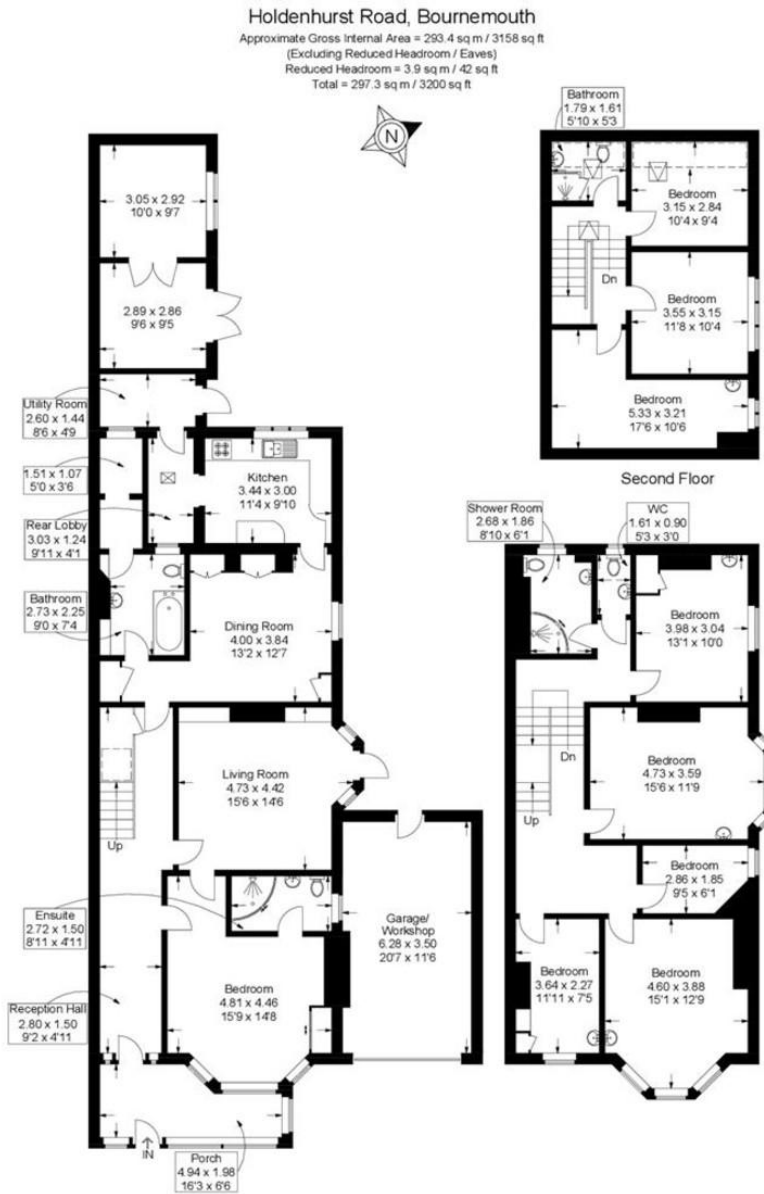 Holdenhurst Road, Bournemouth
Approximate Gross Internal Area = 293.4 sq m / 3158 sq ft
(Excluding Reduced Headroom / Eaves)
Reduced Headroom = 3.9 sq m / 42 sq ft
Total = 297.3 sq m / 3200 sq ft
N
3.05 x 2.92
10'0 x 9'7
2.89 x 2.86
9'6 x 9'5
Utility Room
2.60 x 1.44
8'6 x 4'9
1.51 x 1.07
5'0 x 3'6
Rear Lobby
3.03 x 1.24
9'11 x 4'1
Kitchen
3.44 x 3.00
11'4 x 9'10
Bathroom
2.73 x 2.25
9'0 x 7'4
Dining Room
4.00 x 3.84
13'2 x 12'7
Living Room
4.73 x 4.42
15'6 x 14'6
Up
Ensuite
2.72 x 1.50
8'11 x 4'11
Garage/
Workshop
6.28 x 3.50
20'7 x 11'6
Bedroom
4.81 x 4.46
15'9 x 14'8
Reception Hall
2.80 x 1.50
9'2 x 4'11
IN
Porch
4.94 x 1.98
16'3 x 6'6
Bathroom
1.79 x 1.61
5'10 x 5'3
Bedroom
3.15 x 2.84
10'4 x 9'4
Dn
Bedroom
3.55 x 3.15
11'8 x 10'4
Bedroom
5.33 x 3.21
17'6 x 10'6
Second Floor
Shower Room
2.68 x 1.86
8'10 x 6'1
WC
1.61 x 0.90
5'3 x 3'0
Bedroom
3.98 x 3.04
13'1 x 10'0
Dn
Up
Bedroom
4.73 x 3.59
15'6 x 11'9
Bedroom
2.86 x 1.85
9'5 x 6'1
Bedroom
3.64 x 2.27
11'11 x 7'5
Bedroom
4.60 x 3.88
15'1 x 12'9